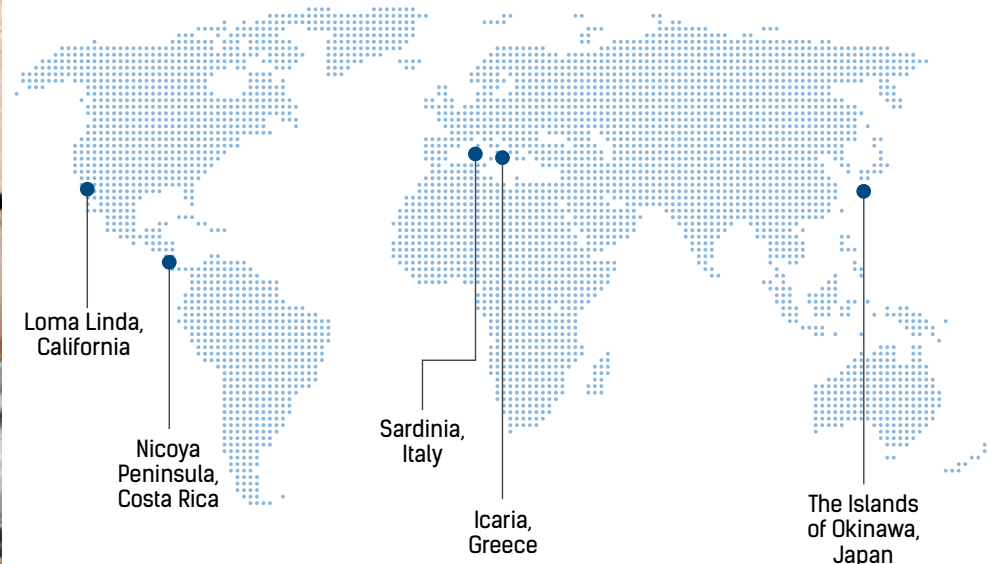 Loma Linda,
California
Nicoya
Peninsula,
Costa Rica
Sardinia,
Italy
Icaria,
Greece
The Islands
of Okinawa,
Japan